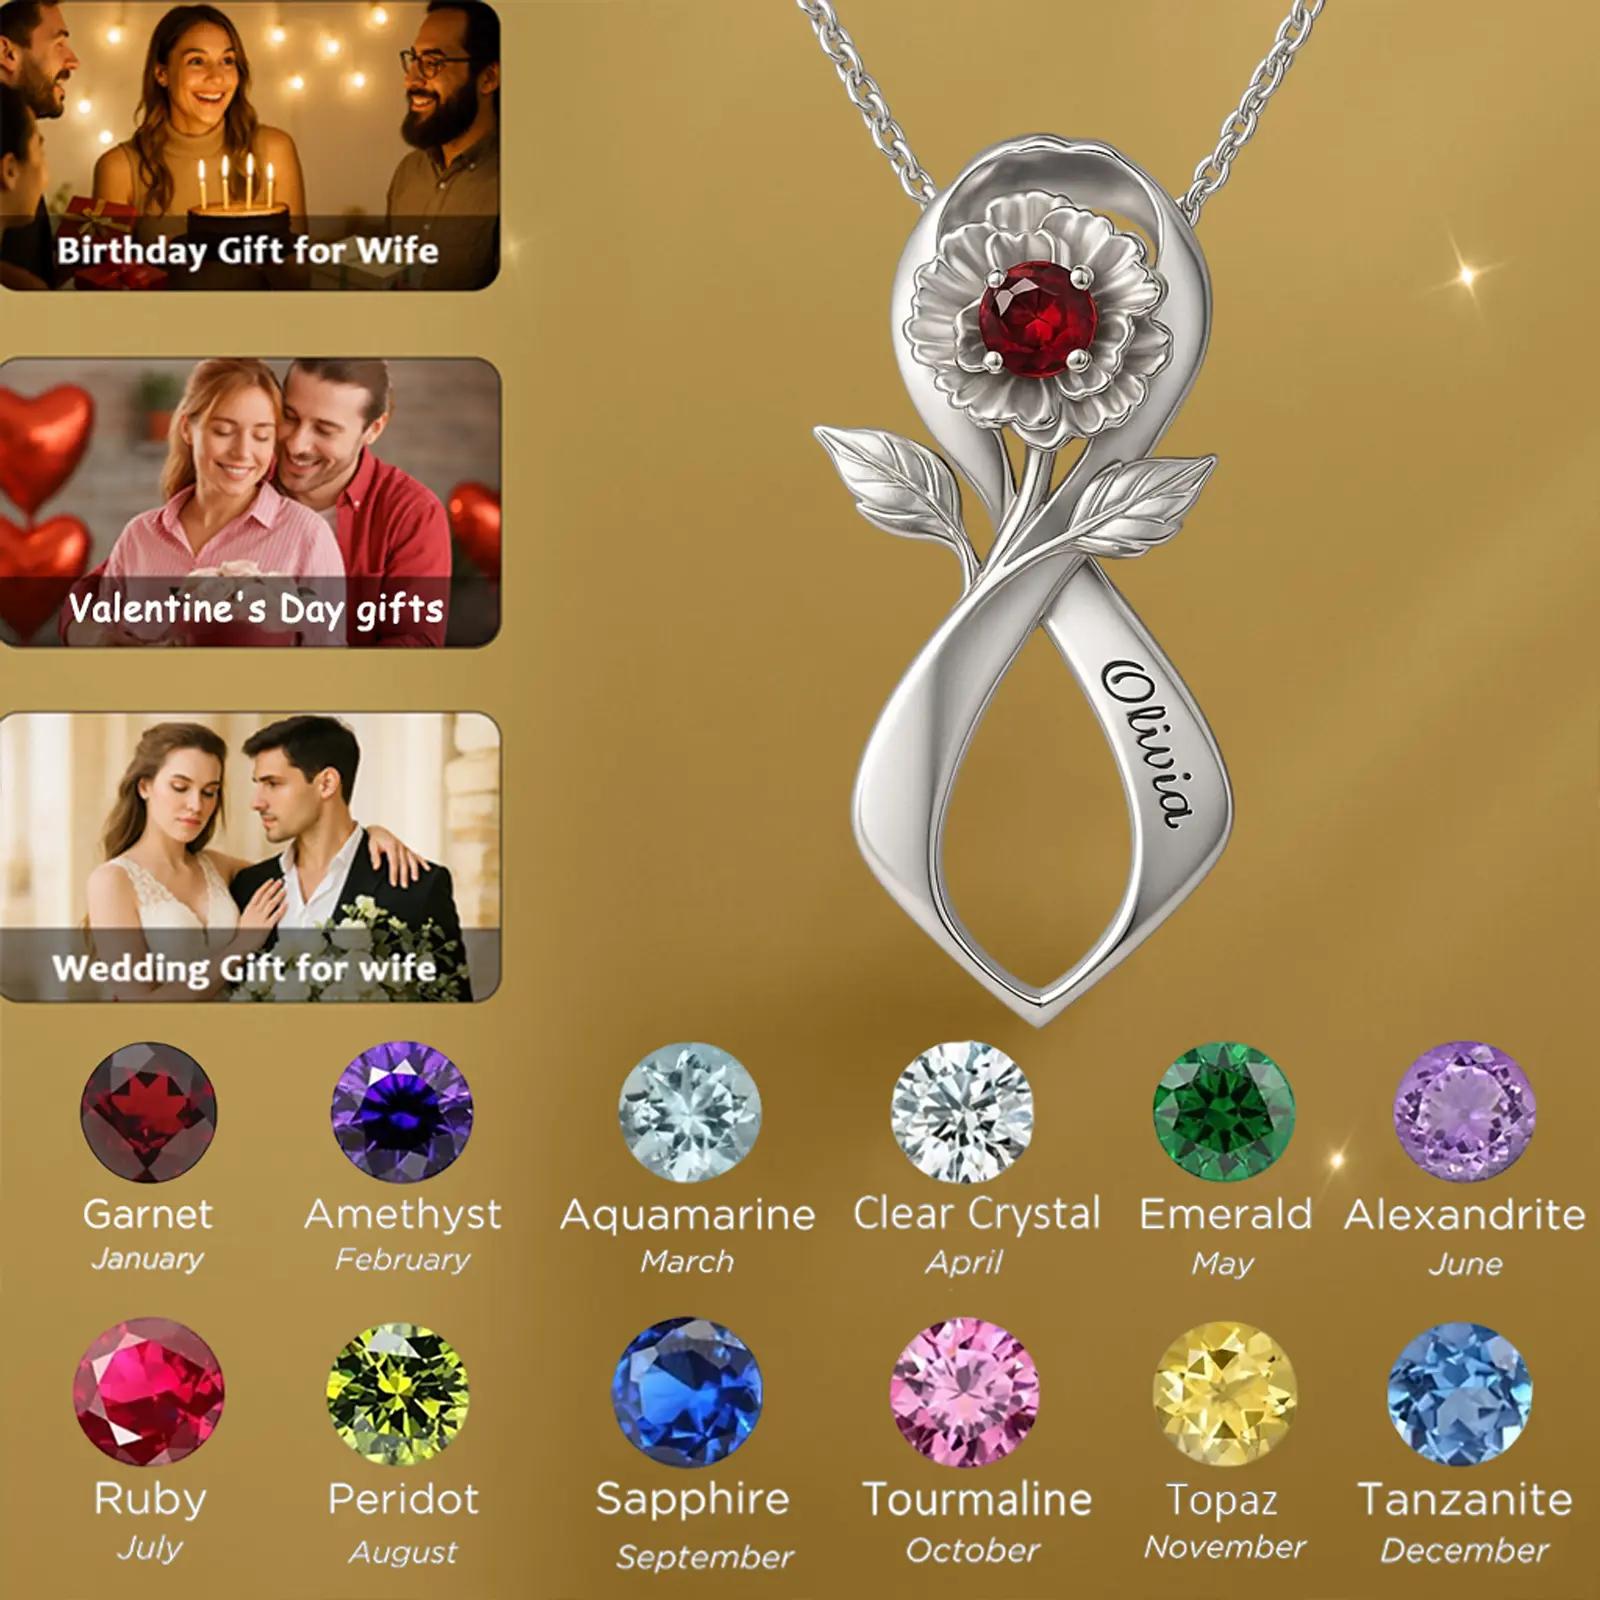 Birthday Gift for Wife
Valentine's Day gifts
Wedding Gift for wife
Olivia
Garnet
January
Amethyst
February
Aquamarine
March
Clear Crystal
April
Emerald
May
Alexandrite
June
Ruby
July
Peridot
August
Sapphire
September
Tourmaline
October
Topaz
November
Tanzanite
December